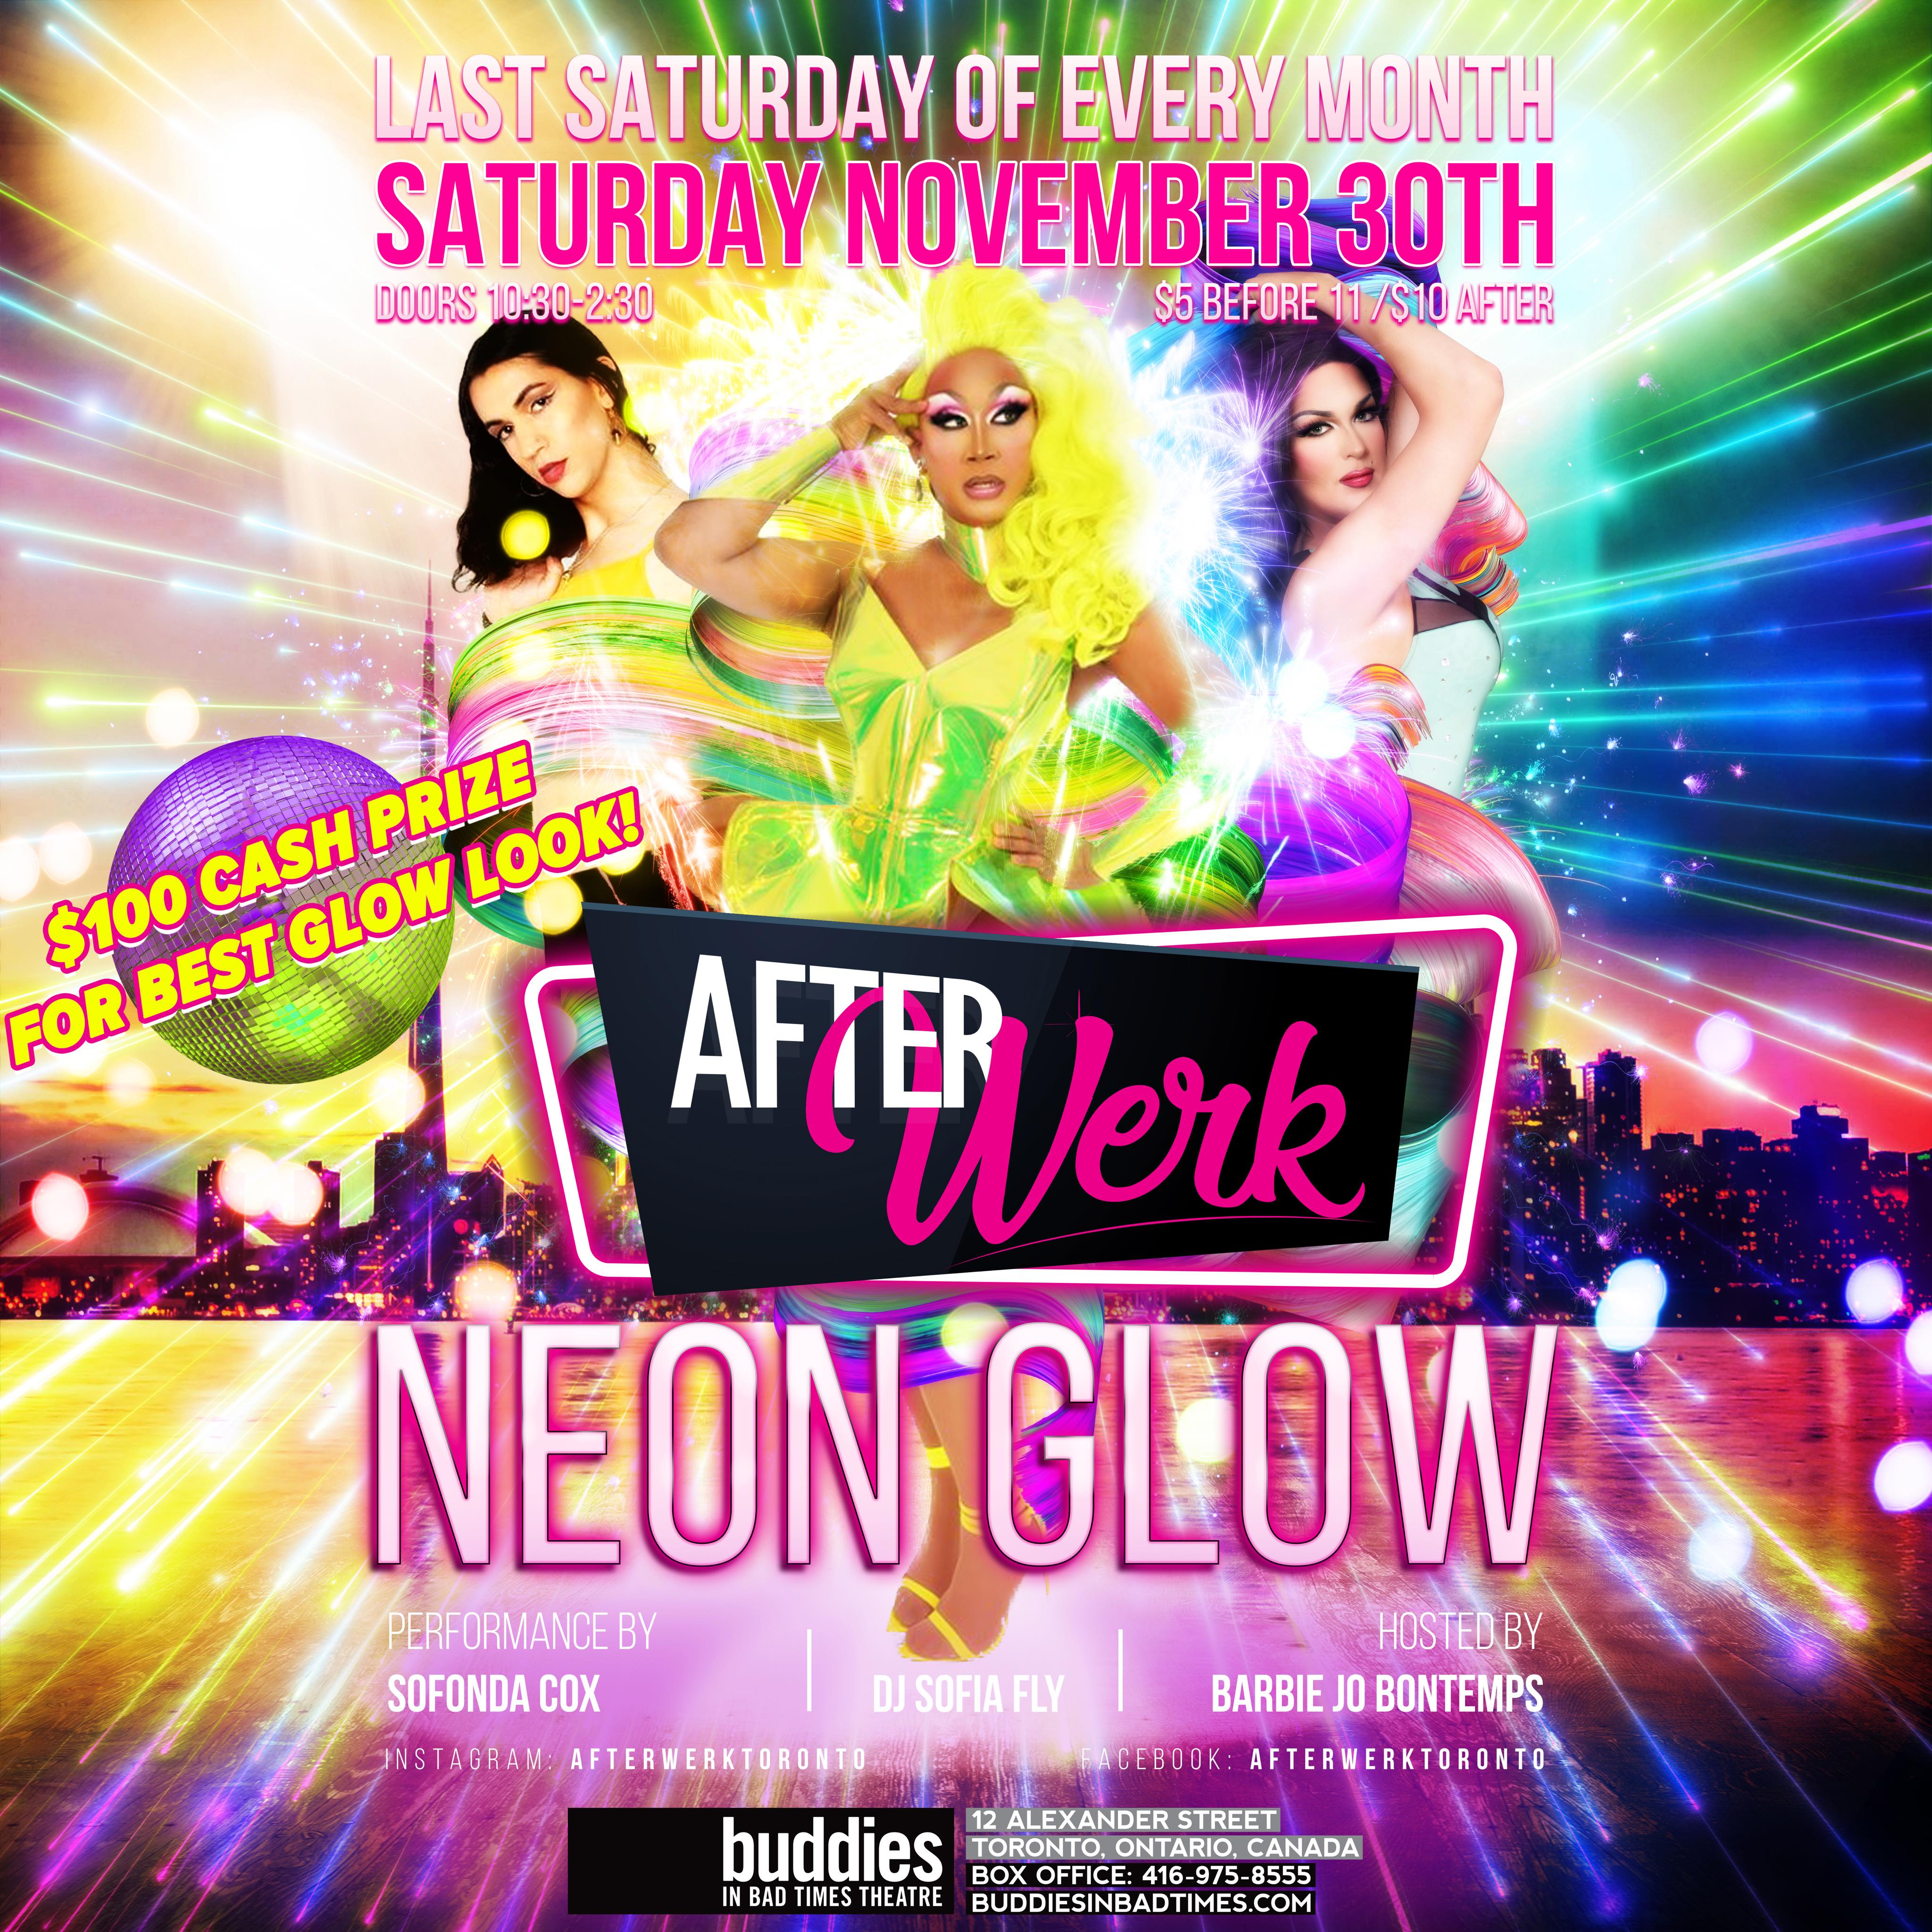 LAST SATURDAY OF EVERY MONTH
SATURDAY NOVEMBER 30TH
DOORS 10:30-2:30
$5 BEFORE 11 /$10 AFTER
$100 CASH PRIZE
FOR BEST GLOW LOOK!
AFTER
Werk
NEON GLOW
PERFORMANCE BY
SOFONDA COX
DJ SOFIA FLY
HOSTED BY
BARBIE JO BONTEMPS
INSTAGRAM: AFTERWERKTORONTO
FACEBOOK: AFTERWERKTORONTO
buddies
IN BAD TIMES THEATRE
12 ALEXANDER STREET
TORONTO, ONTARIO, CANADA
BOX OFFICE: 416-975-8555
BUDDIESINBADTIMES.COM